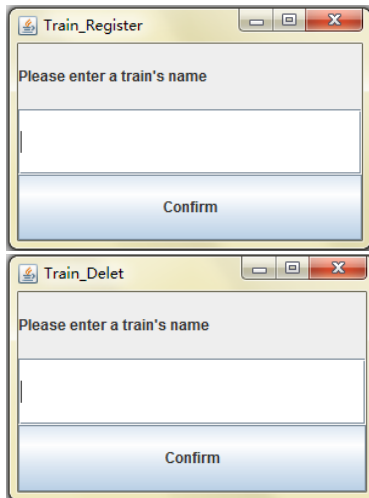 Train_Register
Please enter a train's name
Confirm
Train_Delet
Please enter a train's name
Confirm